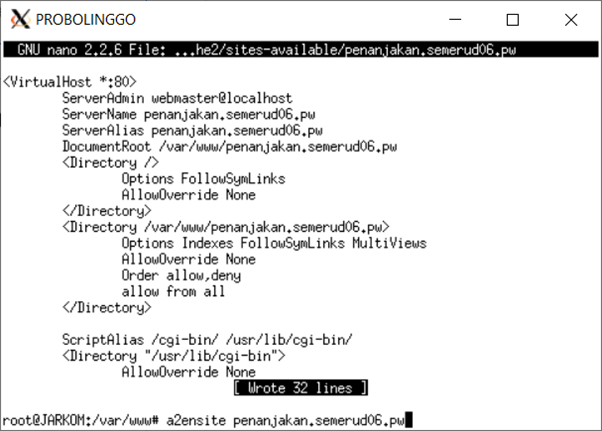 PROBOLINGGO
GNU nano 2.2.6 File: ...he2/sites-available/penanjakan.semerud06.pw
<VirtualHost *:80>
ServerAdmin webmaster@localhost
ServerName penanjakan.semerud06.pw
ServerAlias penanjakan.semerud06.pw
DocumentRoot /var/www/penanjakan.semerud06.pw
<Directory />
Options FollowSymLinks
AllowOverride None
</Directory>
<Directory /var/www/penanjakan.semerud06.pw>
Options Indexes FollowSymLinks MultiViews
AllowOverride None
Order allow,deny
allow from all
</Directory>
ScriptAlias /cgi-bin/ /usr/lib/cgi-bin/
<Directory "/usr/lib/cgi-bin">
AllowOverride None
[ Wrote 32 lines ]
root@JARKOM:/var/www# a2ensite penanjakan.semerud06.pw